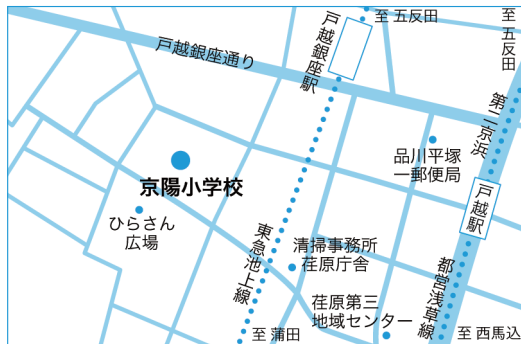 至 五反田
至 五反田
戸越銀座通り
戸越銀座駅
第二京浜
品川平塚
一郵便局
京陽小学校
戸越駅
ひらさん
広場
東急池上線
清掃事務所
荏原庁舎
都営浅草線
荏原第三
地域センター
至 蒲田
至 西馬込